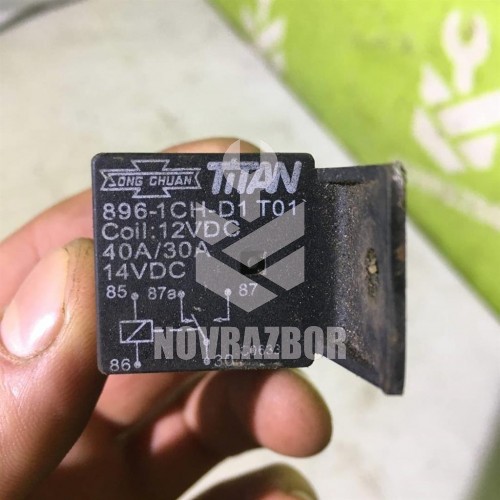 SONG CHUAN TITAN
896-1CH-D1 T01
Coil:12VDC
40A/30A
14VDC
85 87a 87
NOVRAZBOR
86 30